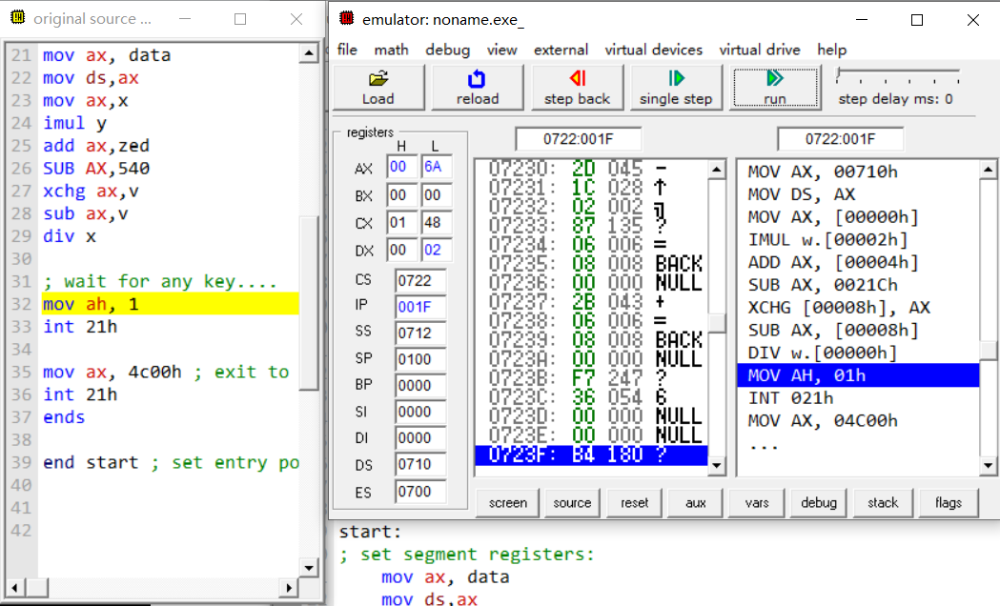 original source ...
21 mov ax, data
22 mov ds,ax
23 mov ax,x
24 imul y
25 add ax,zed
26 SUB AX,540
27 xchg ax,v
28 sub ax,v
29 div x
30
31 ; wait for any key....
32 mov ah, 1
33 int 21h
34
35 mov ax, 4c00h ; exit to
36 int 21h
37 ends
38
39 end start ; set entry po
40
41
42
emulator: noname.exe_
file math debug view external virtual devices virtual drive help
Load reload step back single step run step delay ms: 0
registers
H L
AX 00 6A
BX 00 00
CX 01 48
DX 00 02
CS 0722
IP 001F
SS 0712
SP 0100
BP 0000
SI 0000
DI 0000
DS 0710
ES 0700
0722:001F
07230: 2D 045 -
07231: 1C 028 ↑
07232: 02 002 ╗
07233: 87 135 ?
07234: 06 006 =
07235: 08 008 BACK
07236: 00 000 NULL
07237: 2B 043 +
07238: 06 006 =
07239: 08 008 BACK
0723A: 00 000 NULL
0723B: F7 247 ?
0723C: 36 054 6
0723D: 00 000 NULL
0723E: 00 000 NULL
0723F: B4 180 ?
0722:001F
MOV AX, 00710h
MOV DS, AX
MOV AX, [00000h]
IMUL w.[00002h]
ADD AX, [00004h]
SUB AX, 0021Ch
XCHG [00008h], AX
SUB AX, [00008h]
DIV w.[00000h]
MOV AH, 01h
INT 021h
MOV AX, 04C00h
...
screen source reset aux vars debug stack flags
start:
; set segment registers:
mov ax, data
mov ds,ax